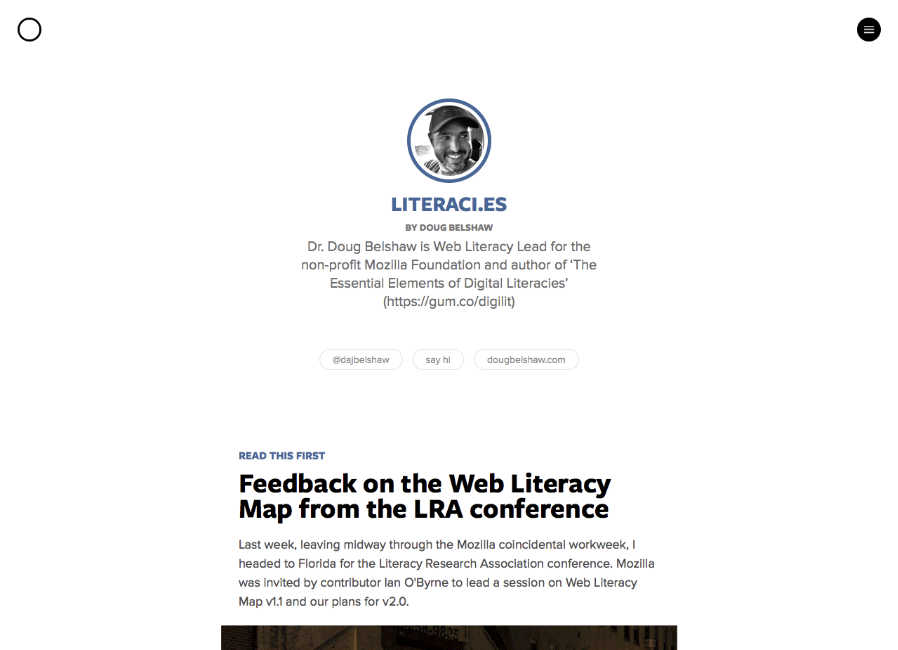 LITERACI.ES
BY DOUG BELSHAW
Dr. Doug Belshaw is Web Literacy Lead for the
non-profit Mozilla Foundation and author of ‘The
Essential Elements of Digital Literacies’
(https://gum.co/digilit)
@dajbelshaw say hi dougbelshaw.com
READ THIS FIRST
Feedback on the Web Literacy
Map from the LRA conference
Last week, leaving midway through the Mozilla coincidental workweek, I
headed to Florida for the Literacy Research Association conference. Mozilla
was invited by contributor Ian O'Byrne to lead a session on Web Literacy
Map v1.1 and our plans for v2.0.